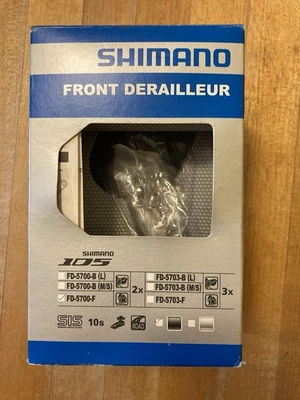 SHIMANO
FRONT DERAILLEUR
SHIMANO
105
FD-5700-B (L)
FD-5700-B (M/S)
FD-5700-F
2x
FD-5703-B (L)
FD-5703-B (M/S)
FD-5703-F
3x
SIS 10s ROAD